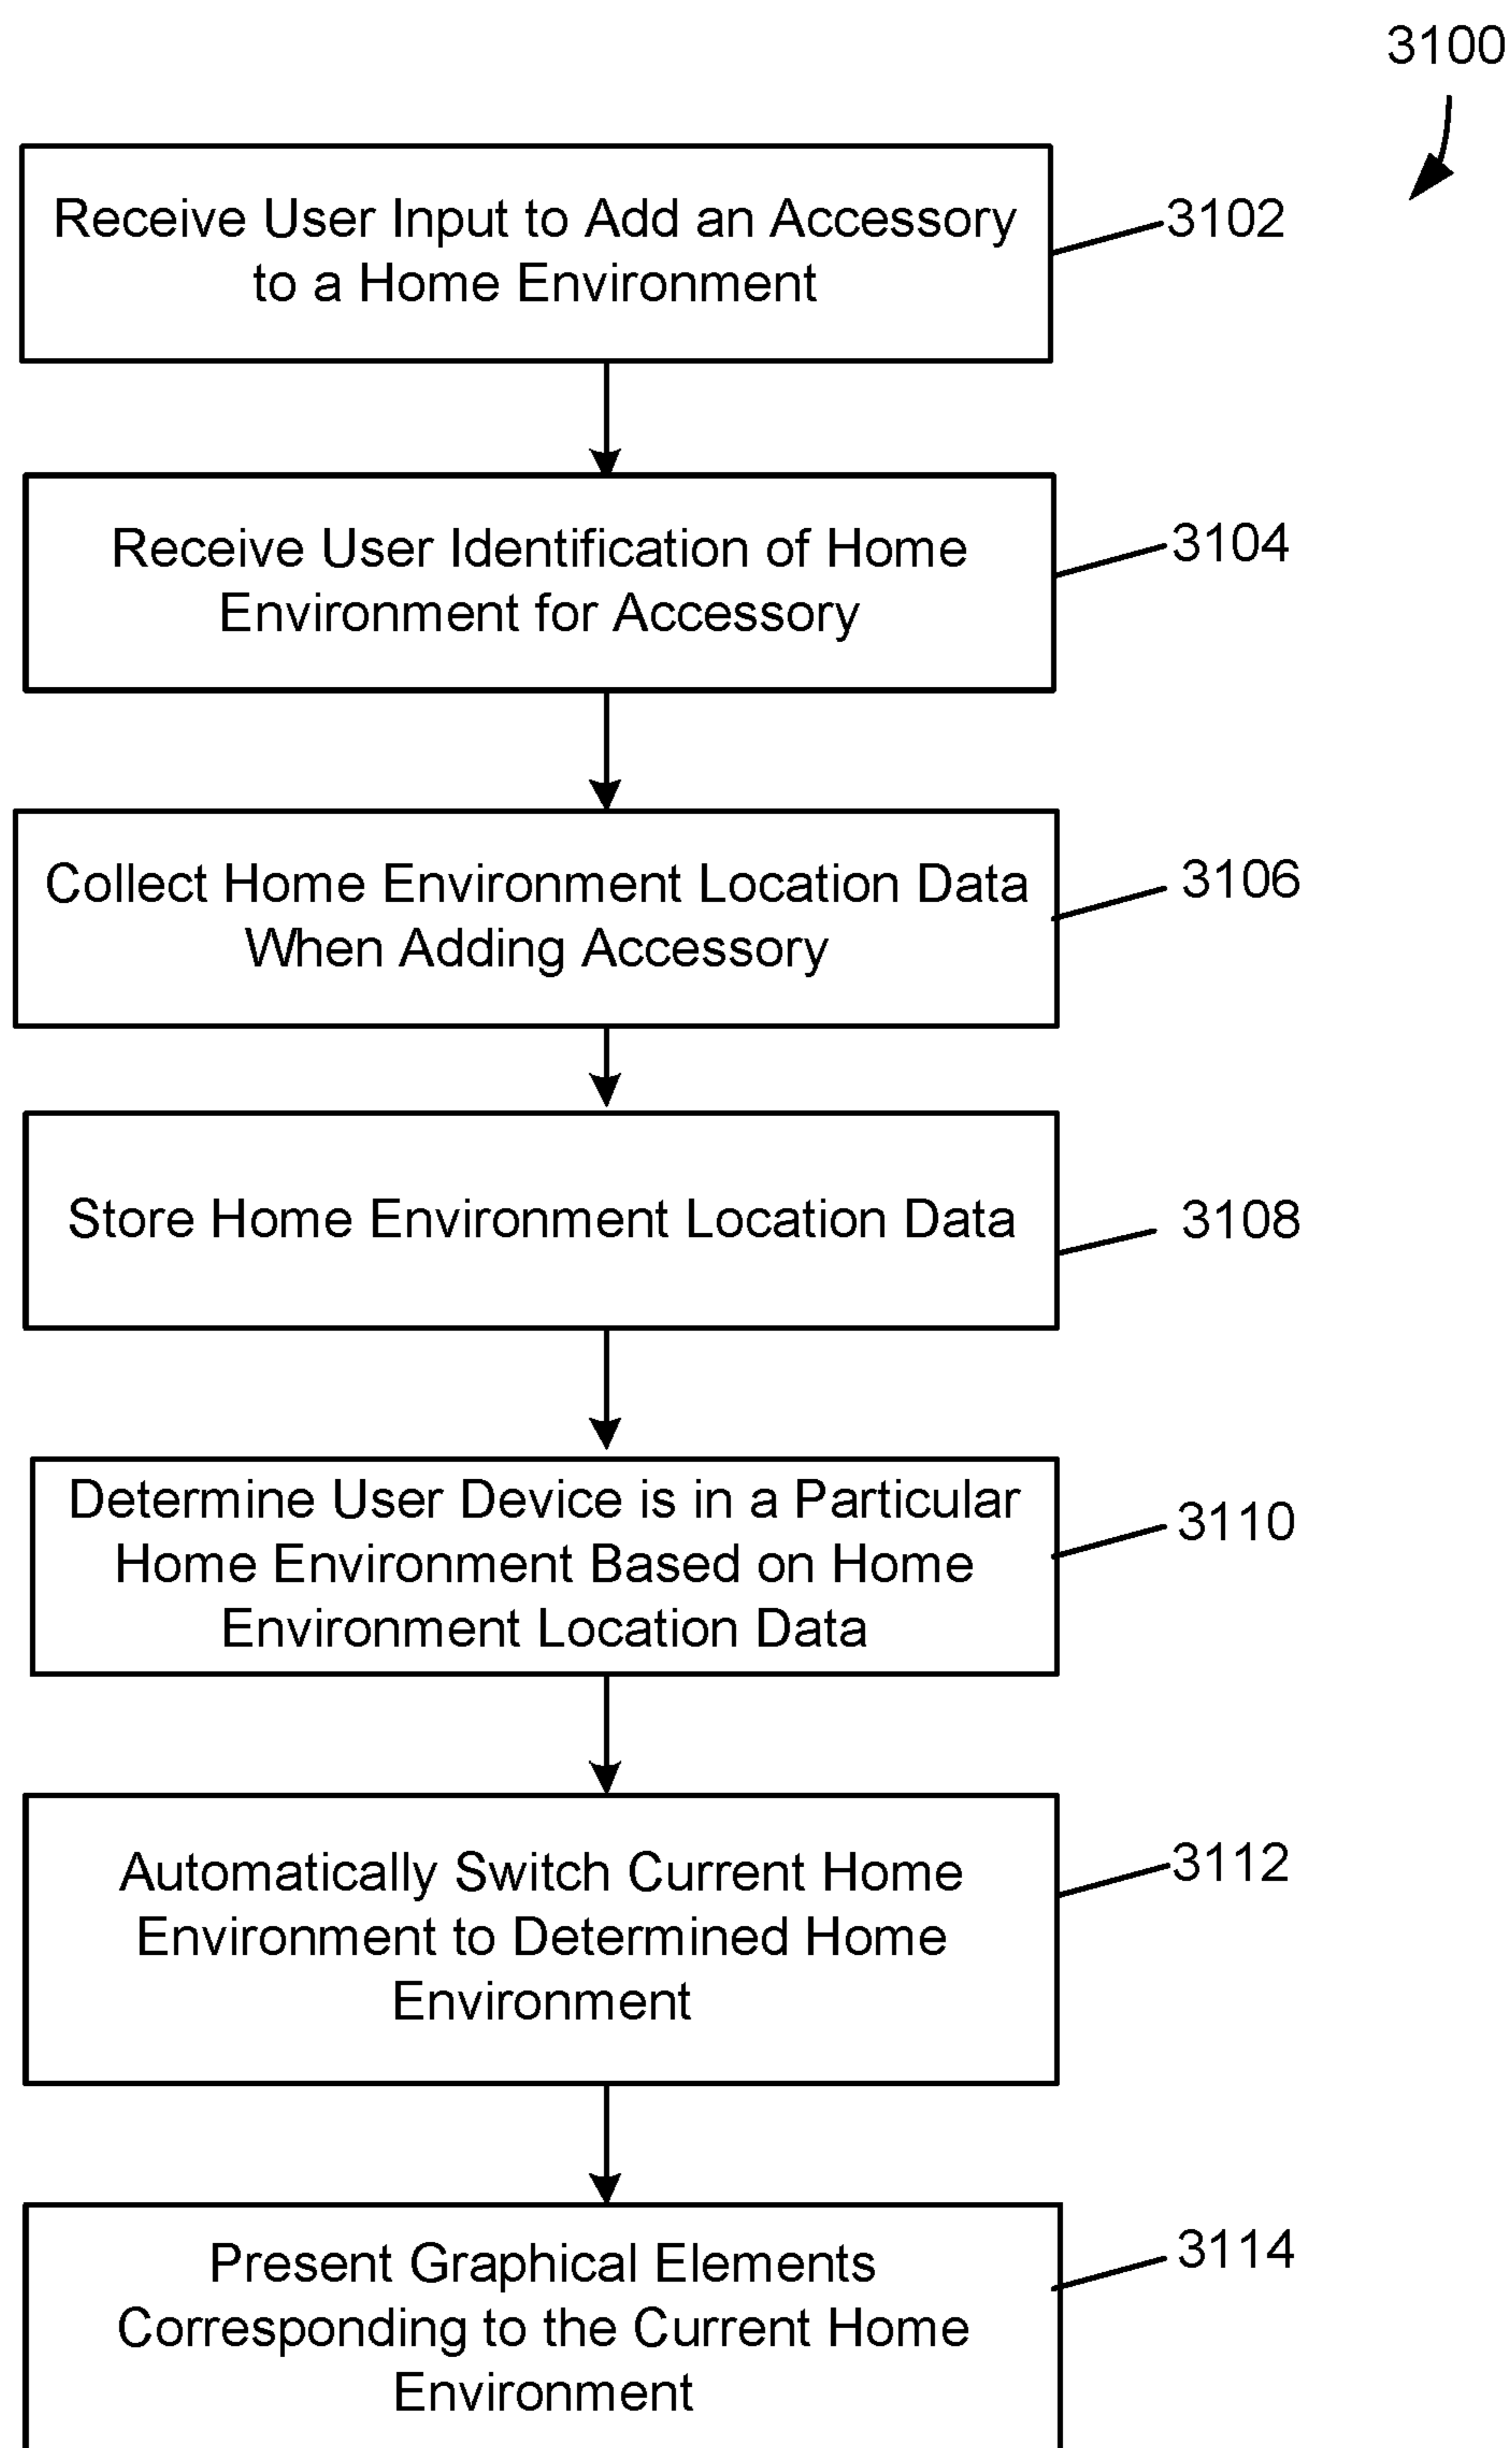 3100
Receive User Input to Add an Accessory
to a Home Environment
3102
Receive User Identification of Home
Environment for Accessory
3104
Collect Home Environment Location Data
When Adding Accessory
3106
Store Home Environment Location Data
3108
Determine User Device is in a Particular
Home Environment Based on Home
Environment Location Data
3110
Automatically Switch Current Home
Environment to Determined Home
Environment
3112
Present Graphical Elements
Corresponding to the Current Home
Environment
3114